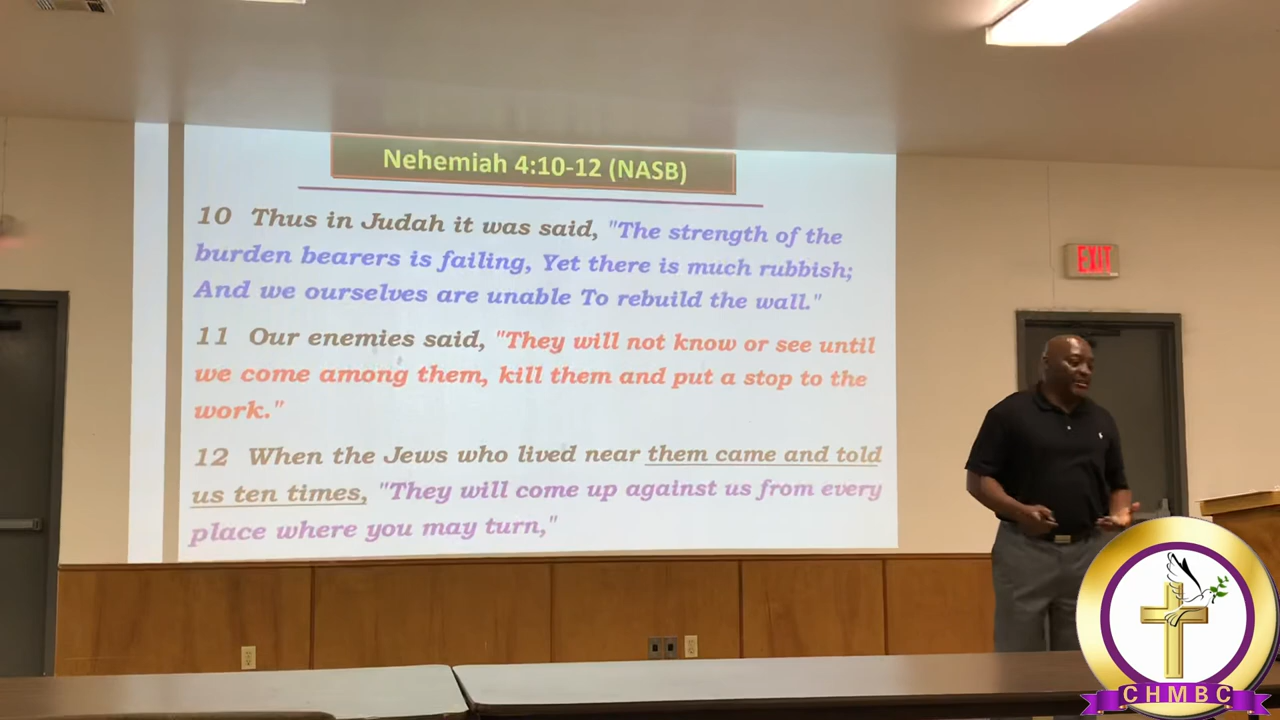 Nehemiah 4:10-12 (NASB)
10 Thus in Judah it was said, "The strength of the
burden bearers is failing, Yet there is much rubbish;
And we ourselves are unable To rebuild the wall."
11 Our enemies said, "They will not know or see until
we come among them, kill them and put a stop to the
work."
12 When the Jews who lived near them came and told
us ten times, "They will come up against us from every
place where you may turn,"
EXIT
CHMBC